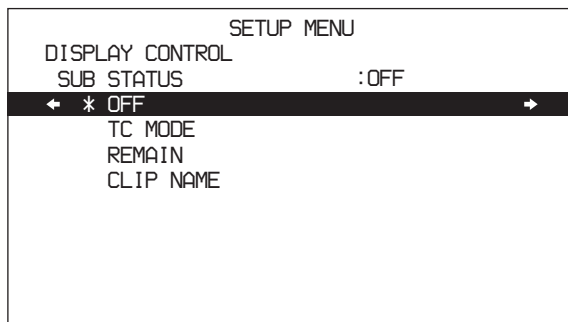 SETUP MENU
DISPLAY CONTROL
SUB STATUS :OFF
← * OFF →
TC MODE
REMAIN
CLIP NAME